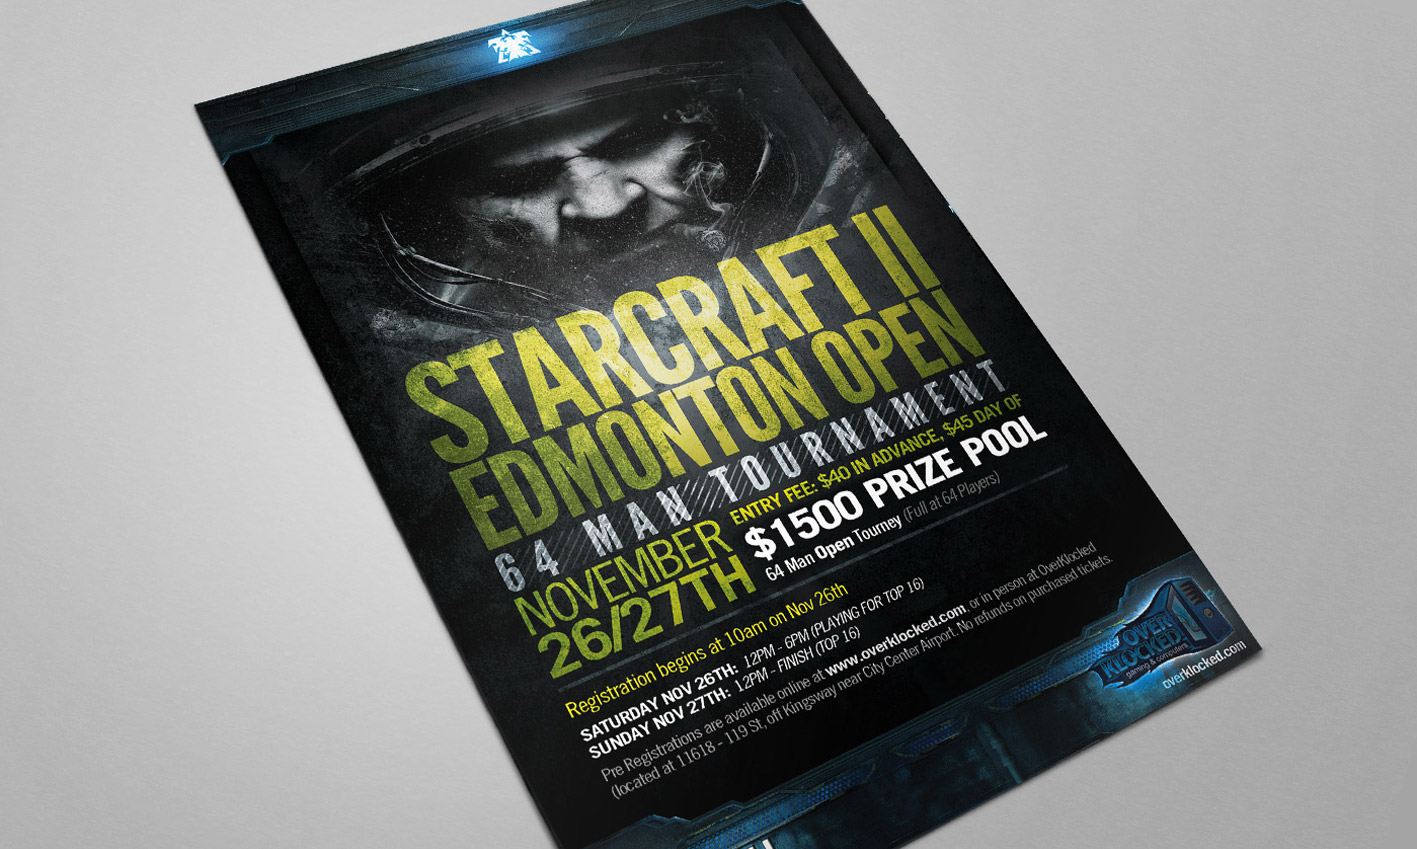 STARCRAFT II
EDMONTON OPEN
64 MAN TOURNAMENT
NOVEMBER
26/27TH
ENTRY FEE: $40 IN ADVANCE, $45 DAY OF
$1500 PRIZE POOL
64 Man Open Tourney (Full at 64 Players)
Registration begins at 10am on Nov 26th
SATURDAY NOV 26TH: 12PM - 6PM (PLAYING FOR TOP 16)
SUNDAY NOV 27TH: 12PM - FINISH (TOP 16)
Pre Registrations are available online at www.overklocked.com, or in person at OverKlocked
(located at 11618 - 119 St, off Kingsway near City Center Airport. No refunds on purchased tickets.
OVER
KLOCKED
gaming & computers
overklocked.com